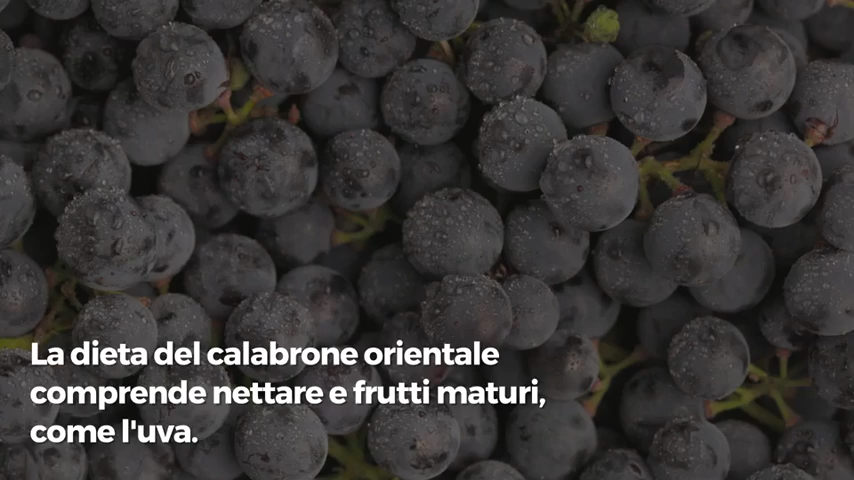 La dieta del calabrone orientale
comprende nettare e frutti maturi,
come l'uva.